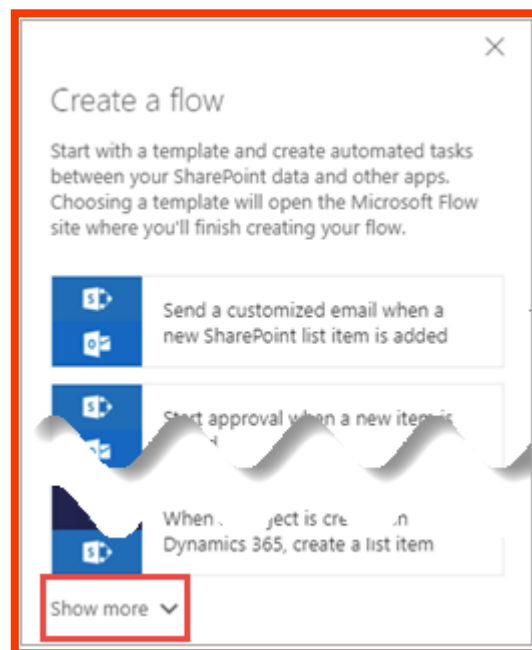 Create a flow
Start with a template and create automated tasks
between your SharePoint data and other apps.
Choosing a template will open the Microsoft Flow
site where you'll finish creating your flow.
Send a customized email when a
new SharePoint list item is added
Start approval when a new item is
When is
Dynamics 365, create a list item
Show more